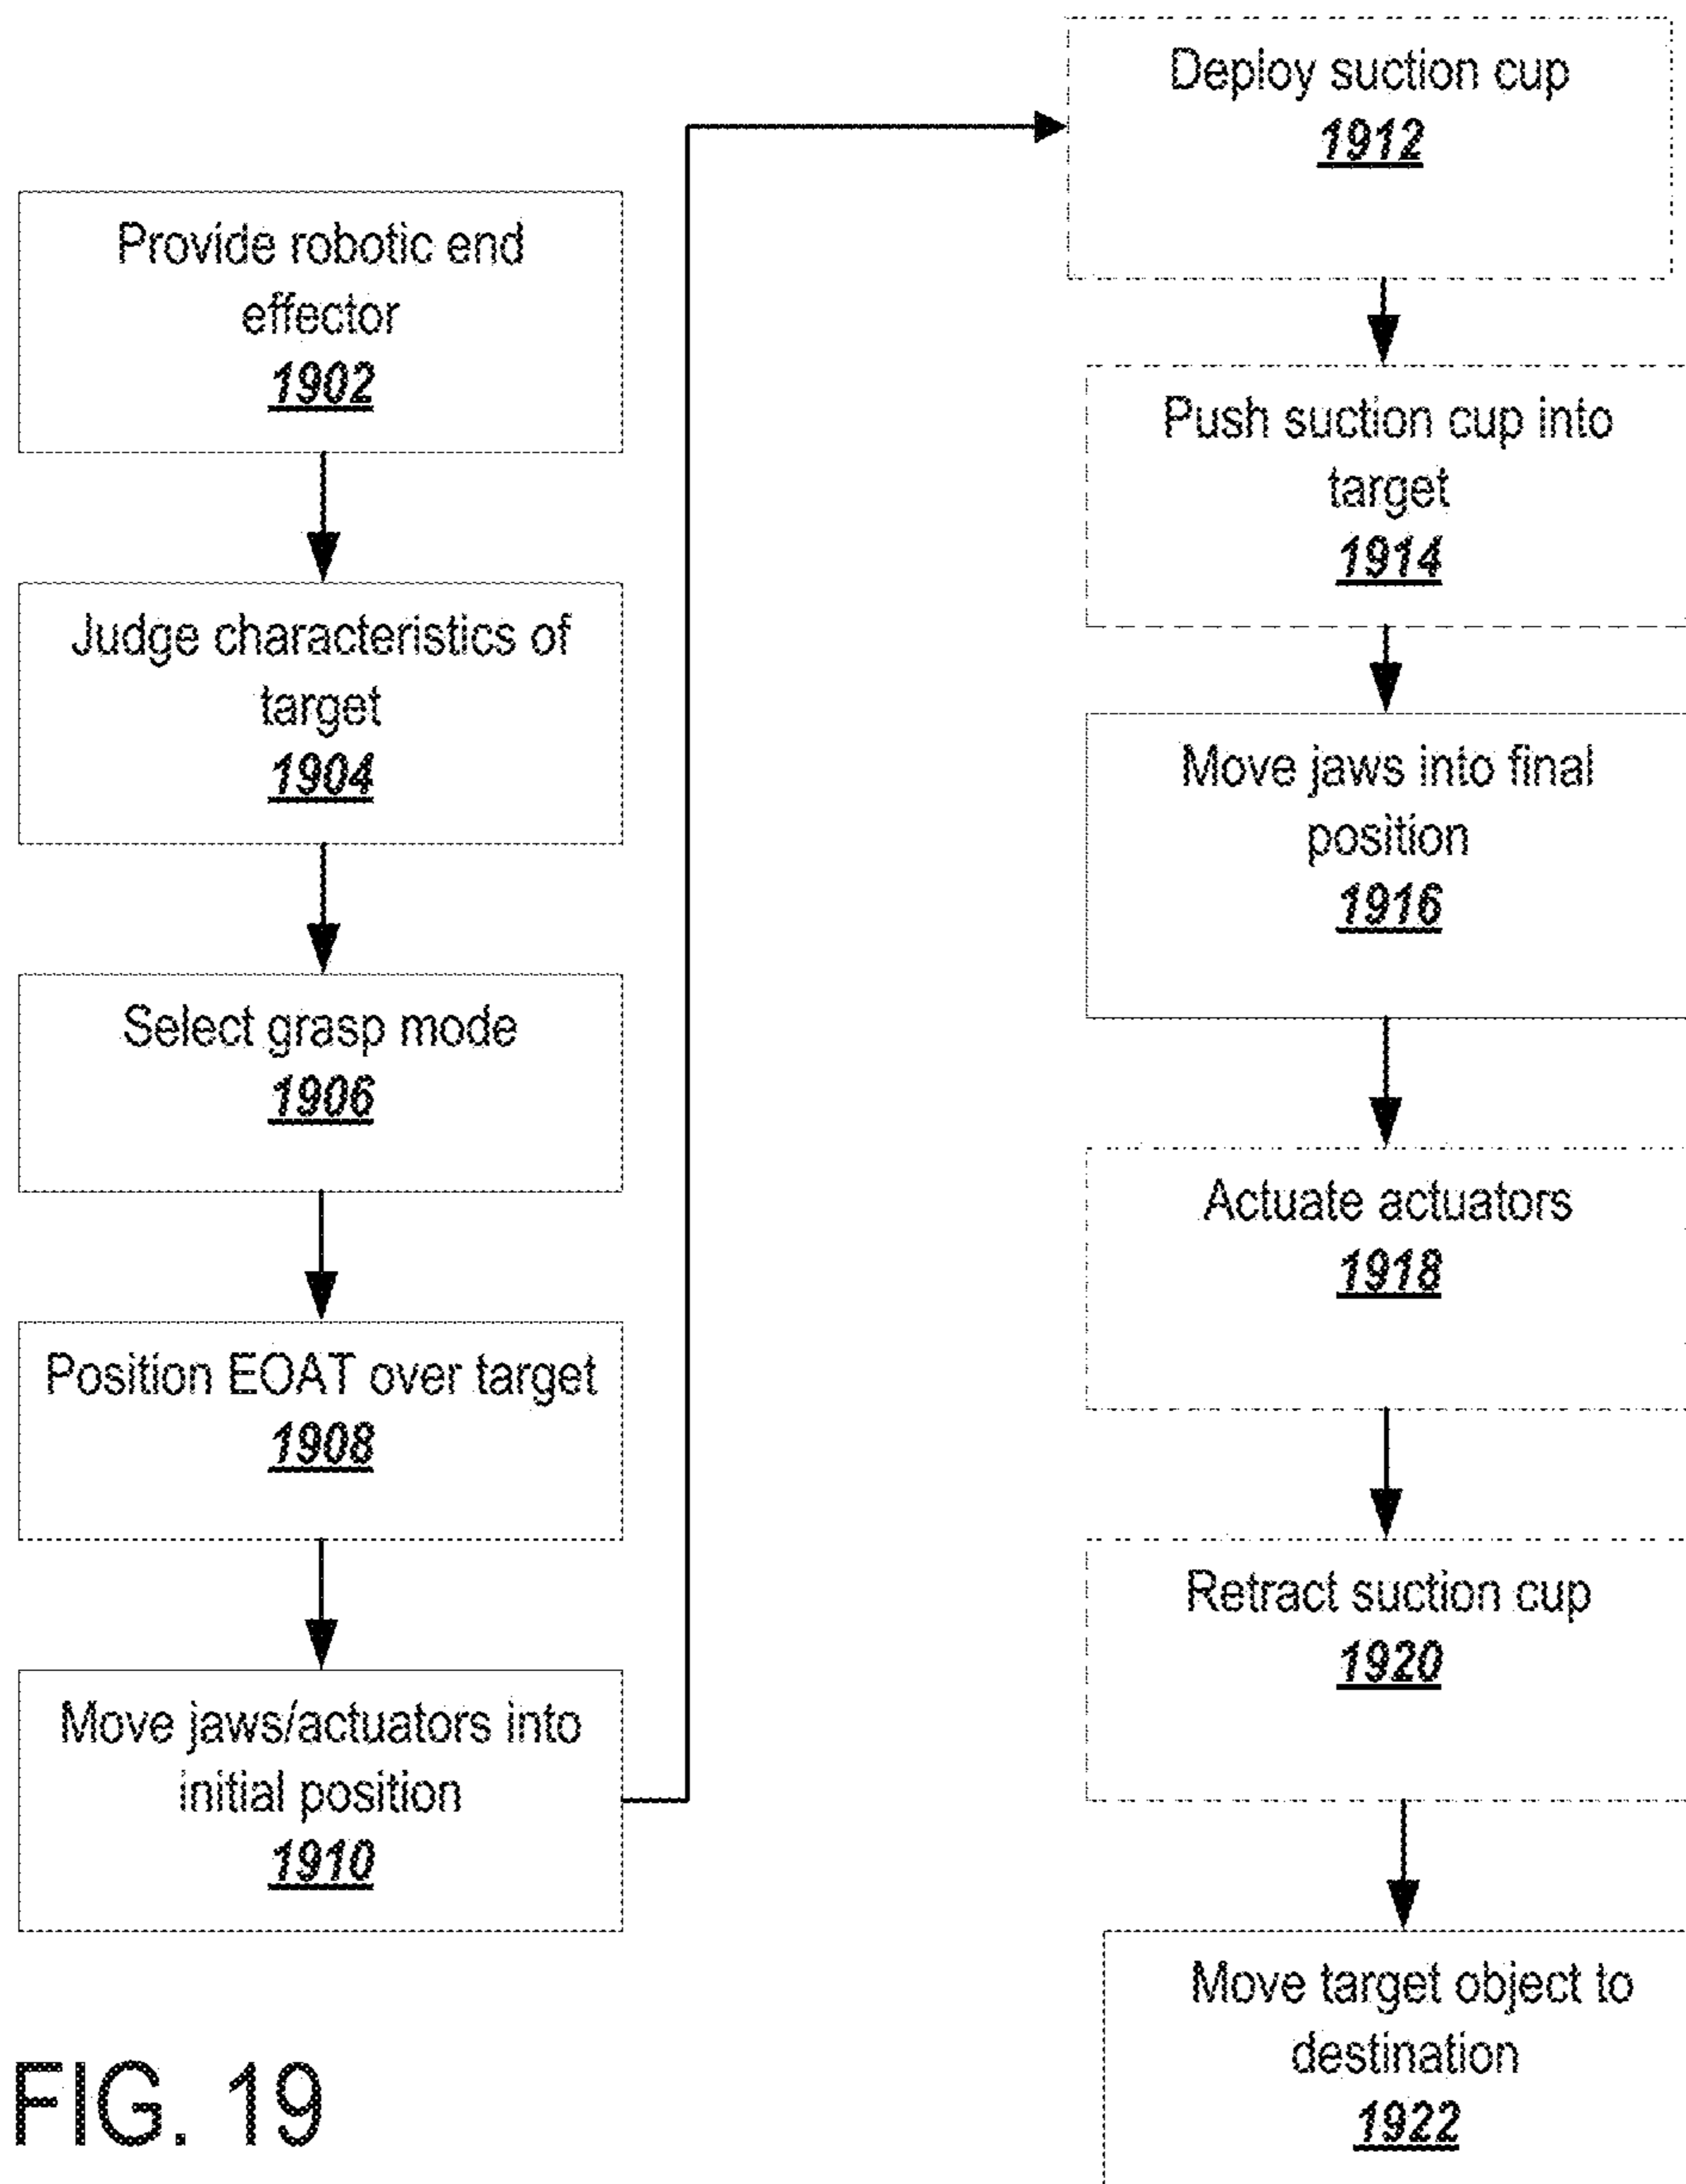 Provide robotic end
effector
1902
Judge characteristics of
target
1904
Select grasp mode
1906
Position EOAT over target
1908
Move jaws/actuators into
initial position
1910
Deploy suction cup
1912
Push suction cup into
target
1914
Move jaws into final
position
1916
Actuate actuators
1918
Retract suction cup
1920
Move target object to
destination
1922
FIG. 19